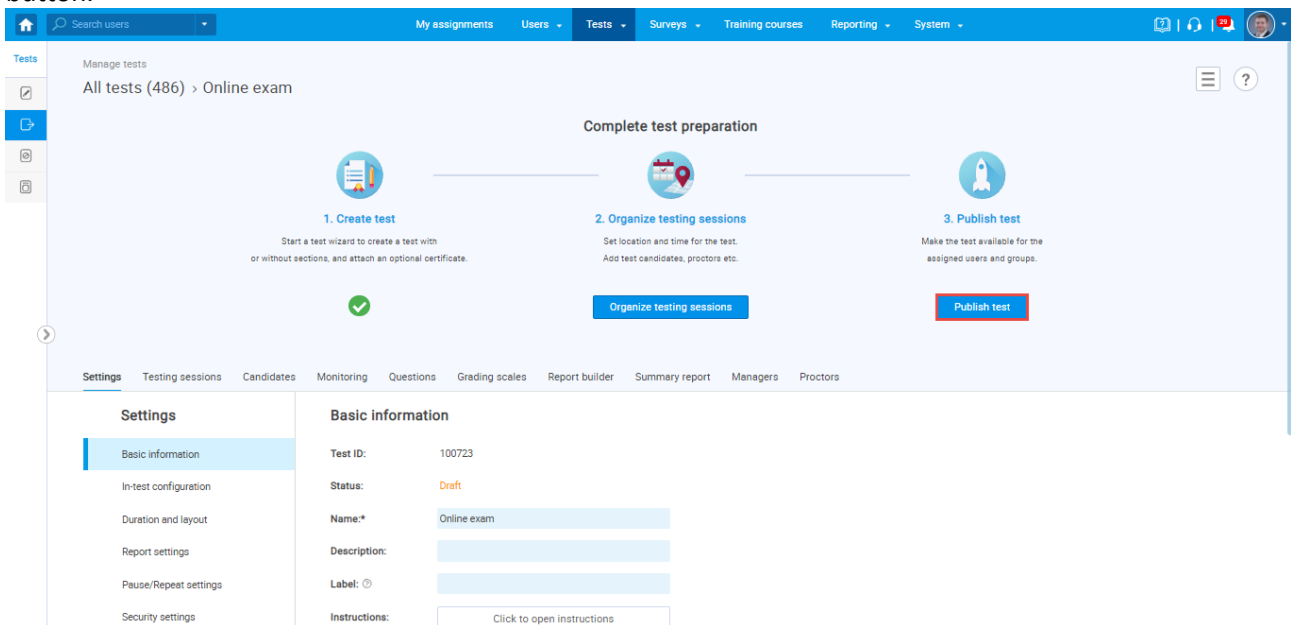 button.
Search users
My assignments Users Tests Surveys Training courses Reporting System
29
Tests
Manage tests
All tests (486) › Online exam
?
Complete test preparation
1. Create test
Start a test wizard to create a test with
or without sections, and attach an optional certificate.
2. Organize testing sessions
Set location and time for the test.
Add test candidates, proctors etc.
Organize testing sessions
3. Publish test
Make the test available for the
assigned users and groups.
Publish test
Settings Testing sessions Candidates Monitoring Questions Grading scales Report builder Summary report Managers Proctors
Settings
Basic information
In-test configuration
Duration and layout
Report settings
Pause/Repeat settings
Security settings
Basic information
Test ID: 100723
Status: Draft
Name:* Online exam
Description:
Label: ?
Instructions: Click to open instructions